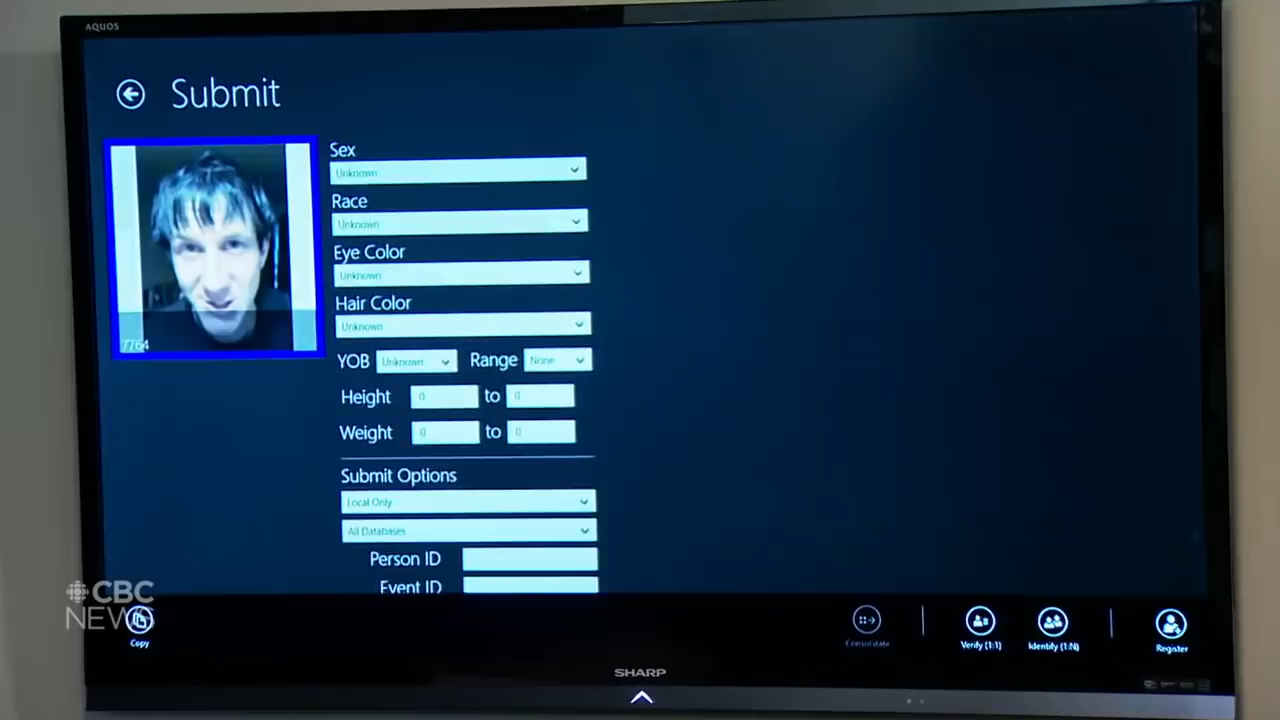 AQUOS
Submit
7764
Sex
Unknown
Race
Unknown
Eye Color
Unknown
Hair Color
Unknown
YOB Unknown Range None
Height 0 to 0
Weight 0 to 0
Submit Options
Local Only
All Databases
Person ID
Event ID
CBC
NEWS
Copy
Consolidate
Verify (1:1)
Identify (1:N)
Register
SHARP